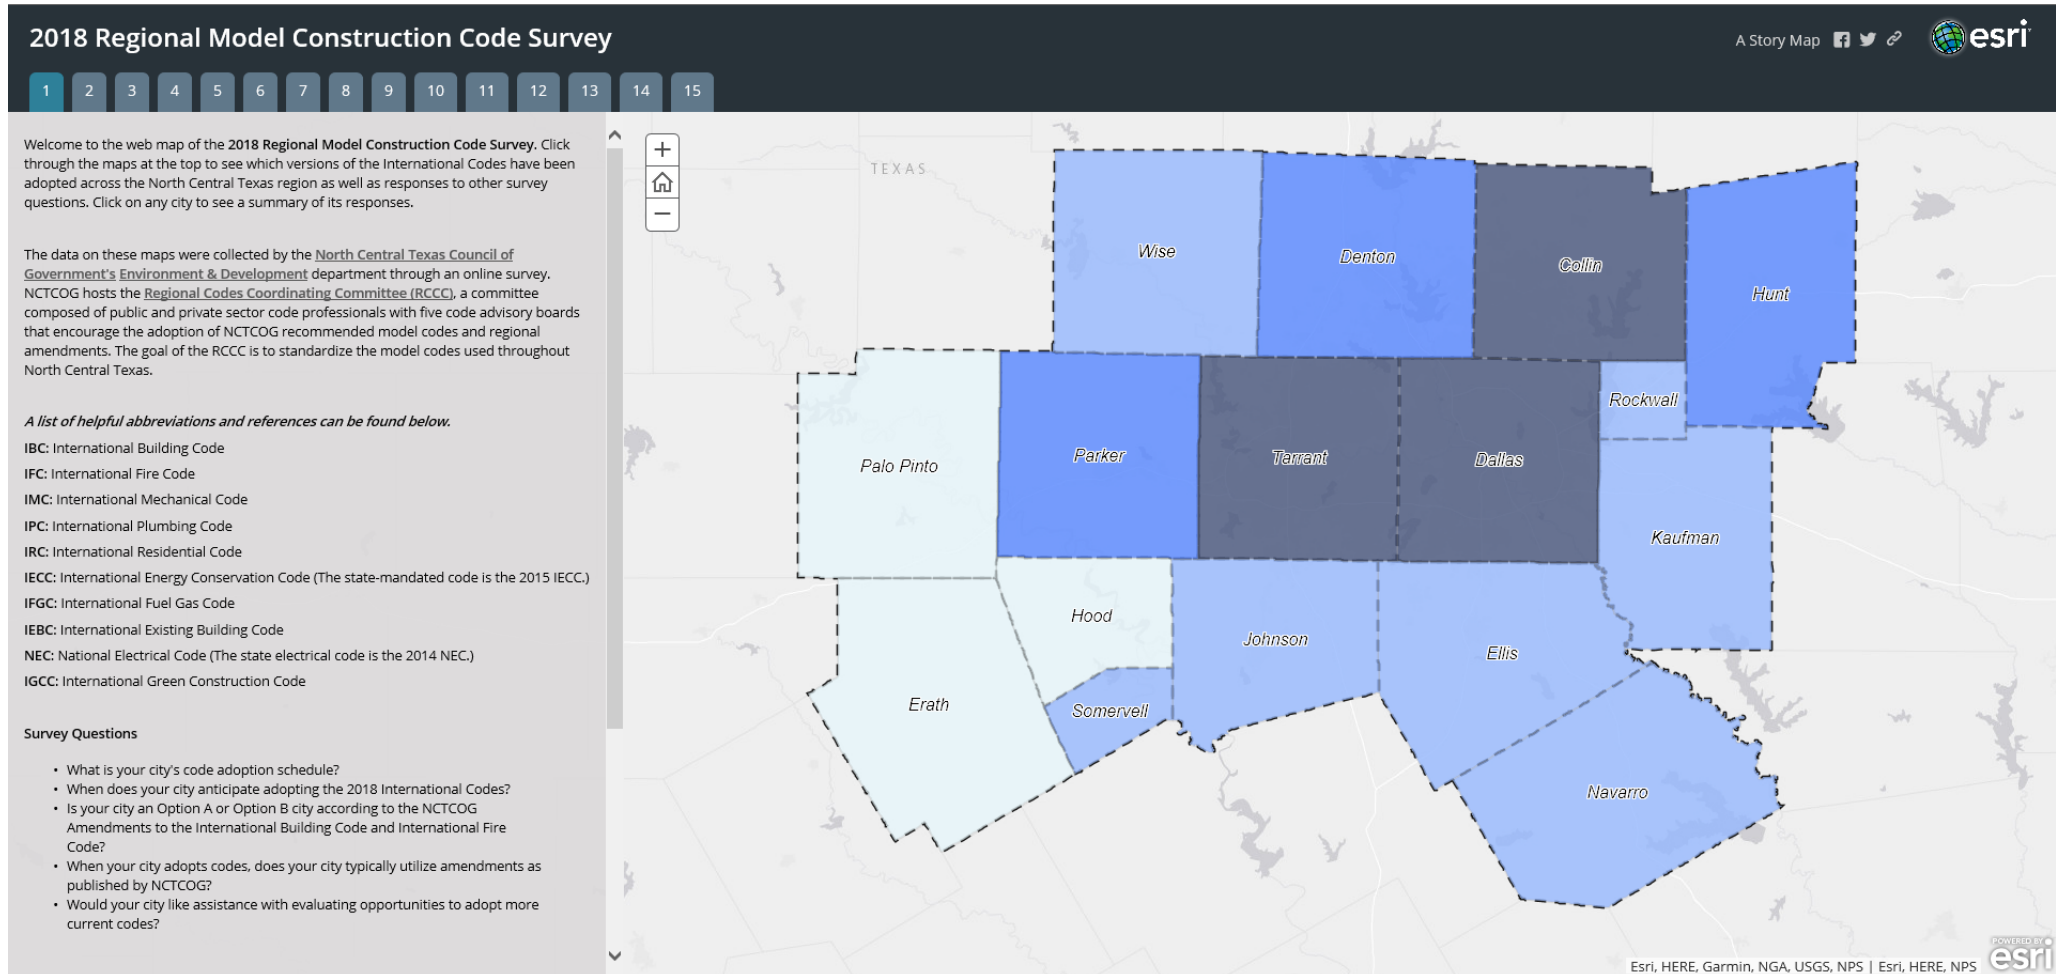 2018 Regional Model Construction Code Survey
A Story Map
esri
1 2 3 4 5 6 7 8 9 10 11 12 13 14 15
Welcome to the web map of the 2018 Regional Model Construction Code Survey. Click
through the maps at the top to see which versions of the International Codes have been
adopted across the North Central Texas region as well as responses to other survey
questions. Click on any city to see a summary of its responses.
The data on these maps were collected by the North Central Texas Council of
Government's Environment & Development department through an online survey.
NCTCOG hosts the Regional Codes Coordinating Committee (RCCC), a committee
composed of public and private sector code professionals with five code advisory boards
that encourage the adoption of NCTCOG recommended model codes and regional
amendments. The goal of the RCCC is to standardize the model codes used throughout
North Central Texas.
A list of helpful abbreviations and references can be found below.
IBC: International Building Code
IFC: International Fire Code
IMC: International Mechanical Code
IPC: International Plumbing Code
IRC: International Residential Code
IECC: International Energy Conservation Code (The state-mandated code is the 2015 IECC.)
IFGC: International Fuel Gas Code
IEBC: International Existing Building Code
NEC: National Electrical Code (The state electrical code is the 2014 NEC.)
IGCC: International Green Construction Code
Survey Questions
• What is your city's code adoption schedule?
• When does your city anticipate adopting the 2018 International Codes?
• Is your city an Option A or Option B city according to the NCTCOG
Amendments to the International Building Code and International Fire
Code?
• When your city adopts codes, does your city typically utilize amendments as
published by NCTCOG?
• Would your city like assistance with evaluating opportunities to adopt more
current codes?
TEXAS
Wise
Denton
Collin
Hunt
Rockwall
Palo Pinto
Parker
Tarrant
Dallas
Kaufman
Hood
Johnson
Ellis
Erath
Somervell
Navarro
POWERED BY
esri
Esri, HERE, Garmin, NGA, USGS, NPS | Esri, HERE, NPS